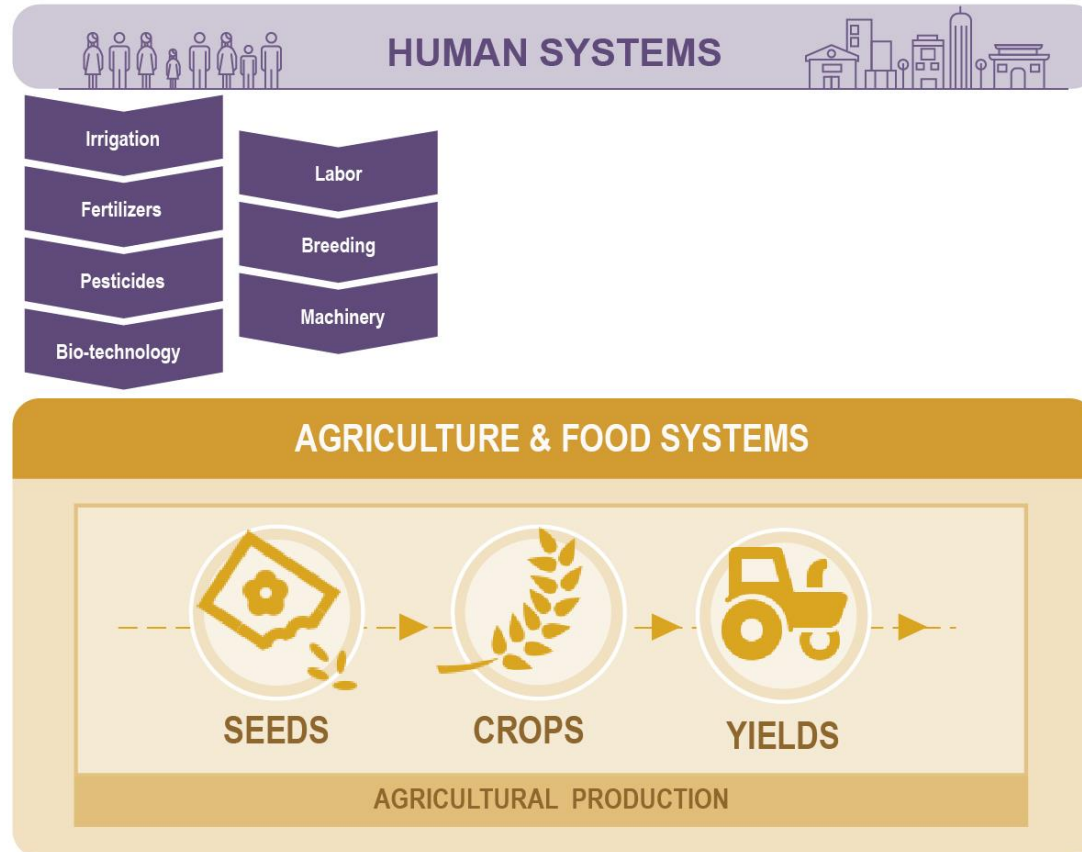 HUMAN SYSTEMS
Irrigation
Fertilizers
Pesticides
Bio-technology
Labor
Breeding
Machinery
AGRICULTURE & FOOD SYSTEMS
SEEDS
CROPS
YIELDS
AGRICULTURAL PRODUCTION